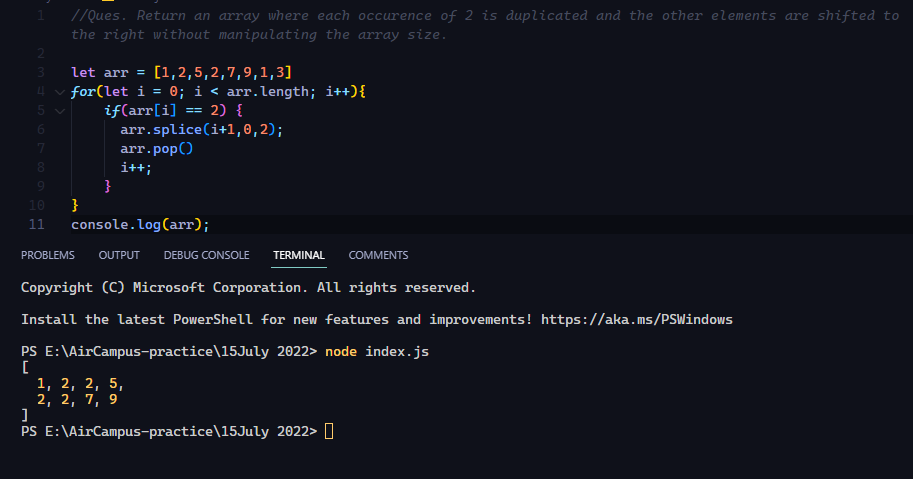 1 //Ques. Return an array where each occurence of 2 is duplicated and the other elements are shifted to
the right without manipulating the array size.
2
3 let arr = [1,2,5,2,7,9,1,3]
4 for(let i = 0; i < arr.length; i++){
5 if(arr[i] == 2) {
6 arr.splice(i+1,0,2);
7 arr.pop()
8 i++;
9 }
10 }
11 console.log(arr);
PROBLEMS OUTPUT DEBUG CONSOLE TERMINAL COMMENTS
Copyright (C) Microsoft Corporation. All rights reserved.
Install the latest PowerShell for new features and improvements! https://aka.ms/PSWindows
PS E:\AirCampus-practice\15July 2022> node index.js
[
1, 2, 2, 5,
2, 2, 7, 9
]
PS E:\AirCampus-practice\15July 2022>